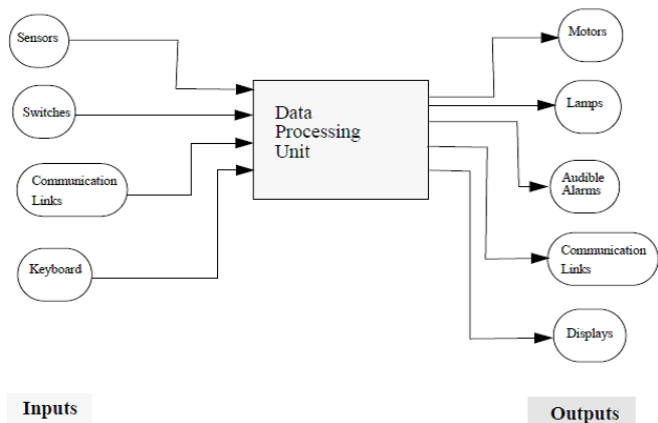 Sensors
Switches
Communication
Links
Keyboard
Data
Processing
Unit
Motors
Lamps
Audible
Alarms
Communication
Links
Displays
Inputs
Outputs